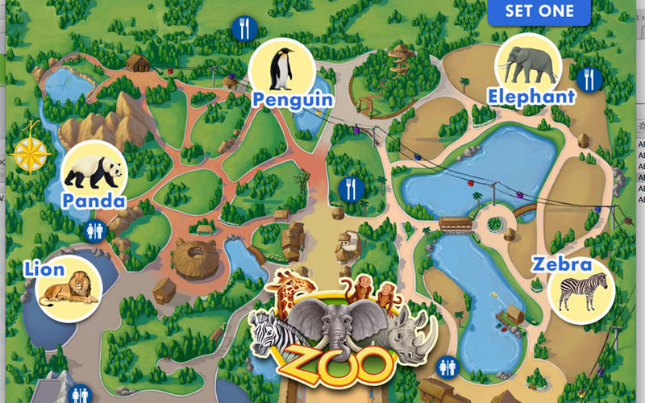 SET ONE
Penguin
Elephant
Panda
Lion
Zebra
ZOO